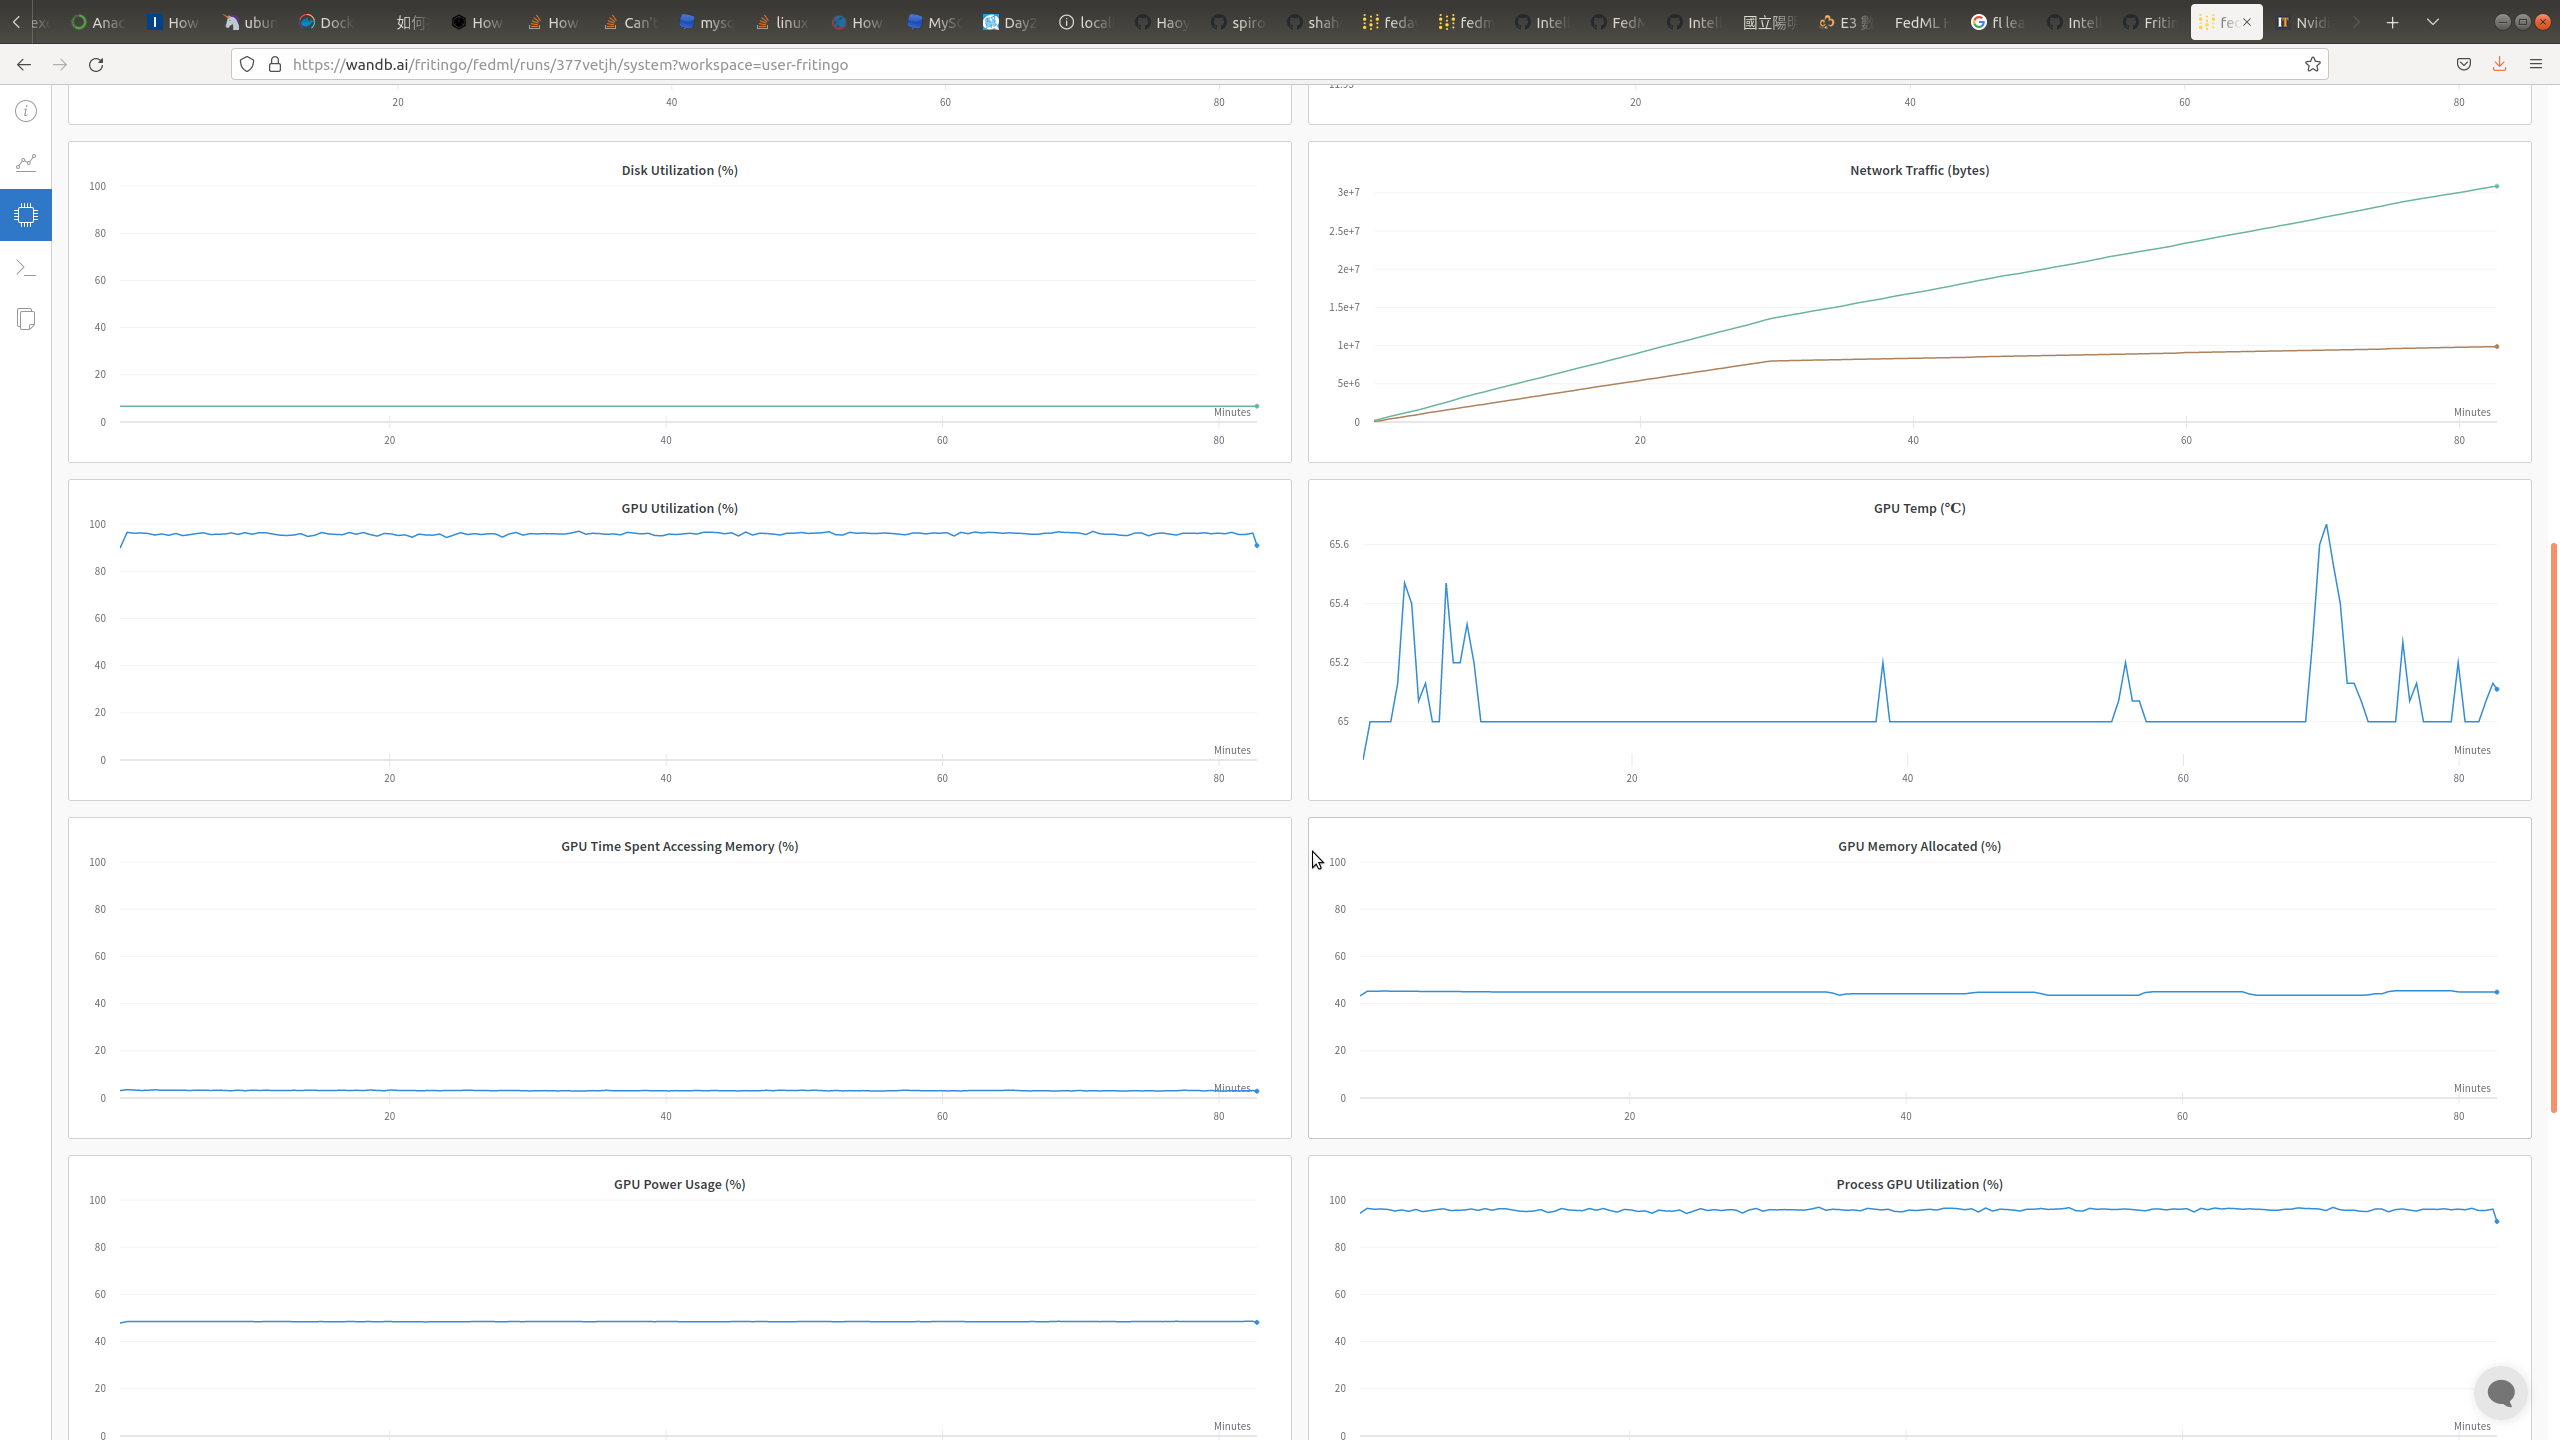 Anac How ubun Dock 如何 How How Can' mysq linux How MySQ Day2 local Haoy spiro shah feda fedm Intel FedM Intel 國立陽明 E3 數 FedML fl lea Intel Fritin fec Nvid
https://wandb.ai/fritingo/fedml/runs/377vetjh/system?workspace=user-fritingo
20 40 60 80
11.95
20 40 60 80
Disk Utilization (%)
100
80
60
40
20
0
Minutes
20 40 60 80
Network Traffic (bytes)
3e+7
2.5e+7
2e+7
1.5e+7
1e+7
5e+6
0
Minutes
20 40 60 80
GPU Utilization (%)
100
80
60
40
20
0
Minutes
20 40 60 80
GPU Temp (℃)
65.6
65.4
65.2
65
Minutes
20 40 60 80
GPU Time Spent Accessing Memory (%)
100
80
60
40
20
0
Minutes
20 40 60 80
GPU Memory Allocated (%)
100
80
60
40
20
0
Minutes
20 40 60 80
GPU Power Usage (%)
100
80
60
40
20
0
Minutes
Process GPU Utilization (%)
100
80
60
40
20
0
Minutes